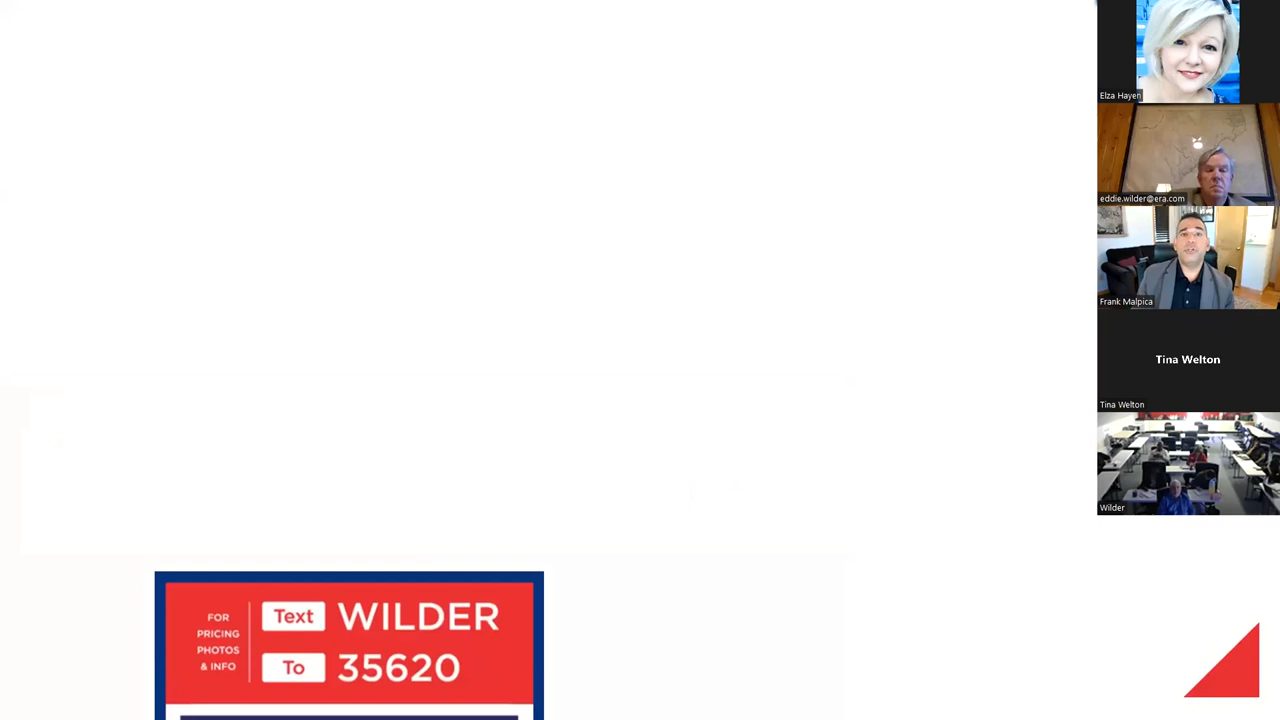 Elza Hayen
eddie.wilder@era.com
Frank Malpica
Tina Welton
Tina Welton
Wilder
FOR
PRICING
PHOTOS
& INFO
Text WILDER
To 35620